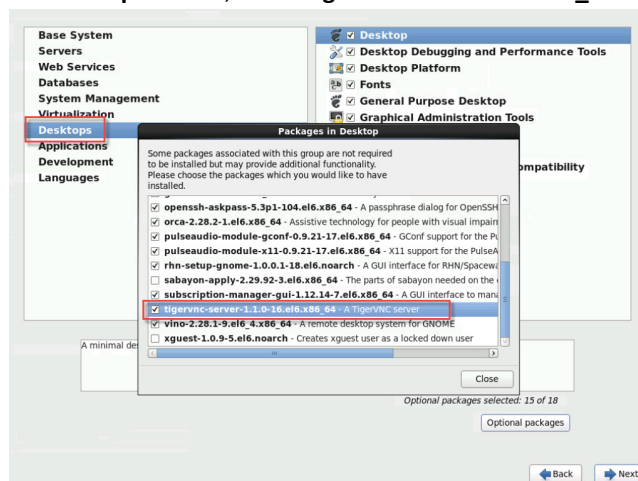 Base System
Servers
Web Services
Databases
System Management
Virtualization
Desktops
Applications
Development
Languages
Desktop
Desktop Debugging and Performance Tools
Desktop Platform
Fonts
General Purpose Desktop
Graphical Administration Tools
ompatibility
Packages in Desktop
Some packages associated with this group are not required
to be installed but may provide additional functionality.
Please choose the packages which you would like to have
installed.
openssh-askpass-5.3p1-104.el6.x86_64 - A passphrase dialog for OpenSSH
orca-2.28.2-1.el6.x86_64 - Assistive technology for people with visual impairm
pulseaudio-module-gconf-0.9.21-17.el6.x86_64 - GConf support for the Pu
pulseaudio-module-x11-0.9.21-17.el6.x86_64 - X11 support for the PulseA
rhn-setup-gnome-1.0.0.1-18.el6.noarch - A GUI interface for RHN/Spacewa
sabayon-apply-2.29.92-3.el6.x86_64 - The parts of sabayon needed on the
subscription-manager-gui-1.12.14-7.el6.x86_64 - A GUI interface to mana
tigervnc-server-1.1.0-16.el6.x86_64 - A TigerVNC server
vino-2.28.1-9.el6_4.x86_64 - A remote desktop system for GNOME
xguest-1.0.9-5.el6.noarch - Creates xguest user as a locked down user
Close
A minimal des
Optional packages selected: 15 of 18
Optional packages
Back
Next